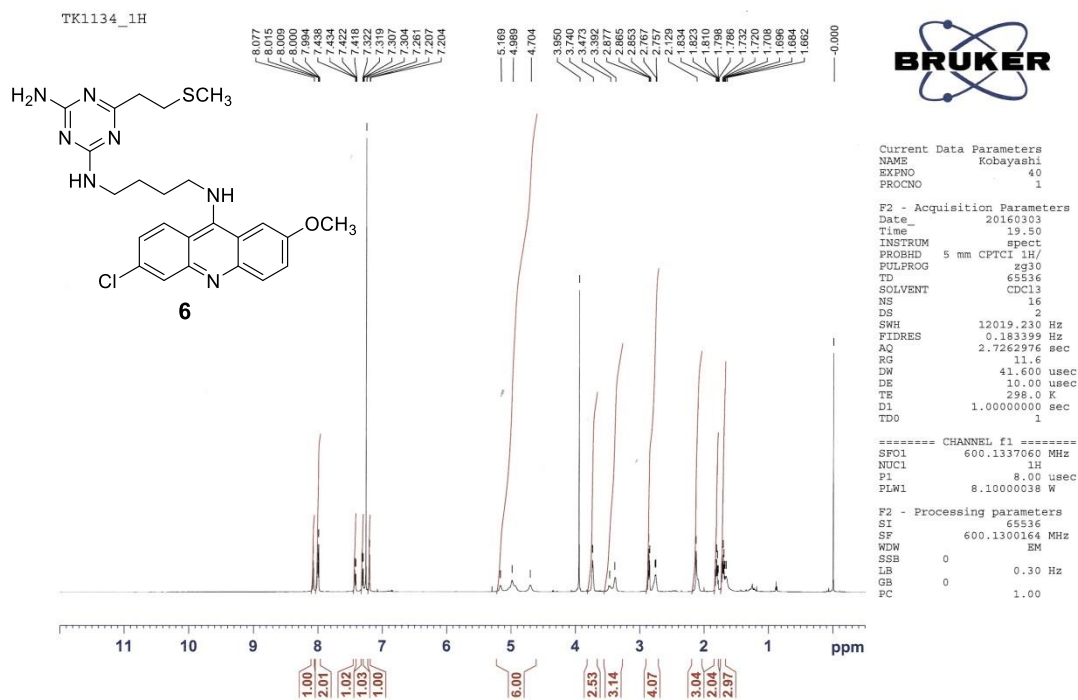 TK1134_1H
8.077
8.015
8.009
8.000
7.994
7.438
7.434
7.422
7.418
7.322
7.319
7.307
7.304
7.261
7.207
7.204
5.169
4.989
4.704
3.950
3.740
3.473
3.392
2.877
2.865
2.853
2.767
2.757
2.129
1.834
1.823
1.810
1.798
1.786
1.732
1.720
1.708
1.696
1.684
1.662
-0.000
BRUKER
NH2
N
SCH3
N
N
NH
NH
OCH3
Cl
N
6
Current Data Parameters
NAME Kobayashi
EXPNO 40
PROCNO 1
F2 - Acquisition Parameters
Date_ 20160303
Time 19.50
INSTRUM spect
PROBHD 5 mm CPTCI 1H/
PULPROG zg30
TD 65536
SOLVENT CDCl3
NS 16
DS 2
SWH 12019.230 Hz
FIDRES 0.183399 Hz
AQ 2.7262976 sec
RG 11.6
DW 41.600 usec
DE 10.00 usec
TE 298.0 K
D1 1.00000000 sec
TD0 1
======== CHANNEL f1 ========
SFO1 600.1337060 MHz
NUC1 1H
P1 8.00 usec
PLW1 8.10000038 W
F2 - Processing parameters
SI 65536
SF 600.1300164 MHz
WDW EM
SSB 0
LB 0.30 Hz
GB 0
PC 1.00
11 10 9 8 7 6 5 4 3 2 1 ppm
1.00
2.01
1.02
1.03
1.00
6.00
2.53
3.14
4.07
3.04
2.04
2.97